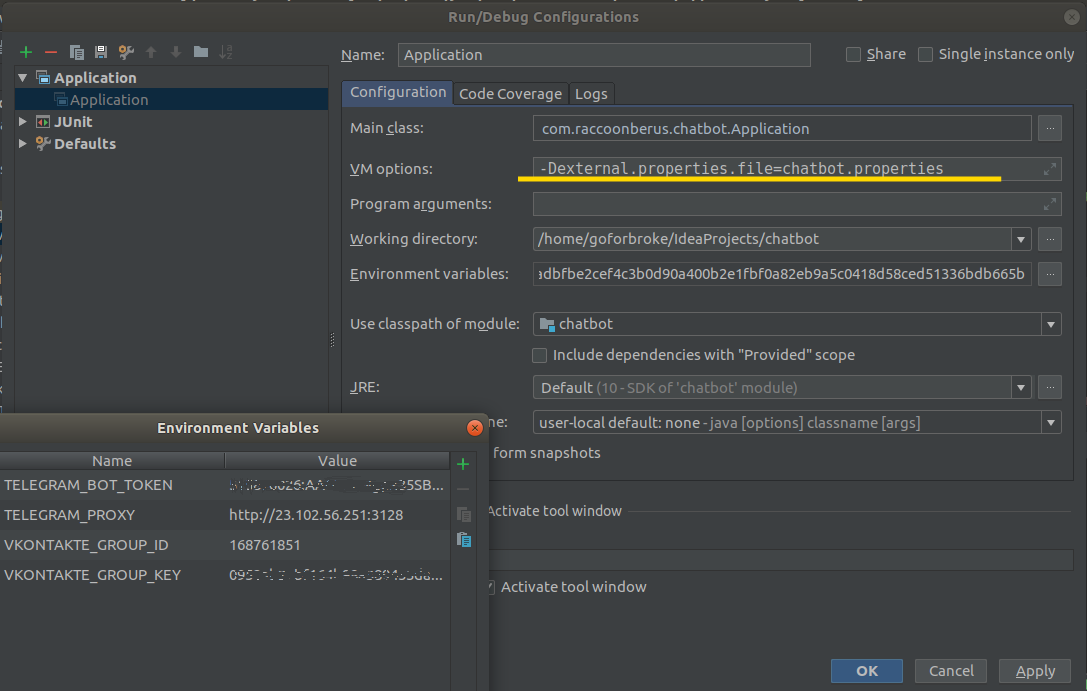 Run/Debug Configurations
Name: Application
Share
Single instance only
Application
Application
JUnit
Defaults
Configuration
Code Coverage
Logs
Main class: com.raccoonberus.chatbot.Application
VM options: -Dexternal.properties.file=chatbot.properties
Program arguments:
Working directory: /home/goforbroke/IdeaProjects/chatbot
Environment variables: adbfbe2cef4c3b0d90a400b2e1fbf0a82eb9a5c0418d58ced51336bdb665b
Use classpath of module: chatbot
Include dependencies with "Provided" scope
JRE: Default (10 - SDK of 'chatbot' module)
ne: user-local default: none - java [options] classname [args]
form snapshots
Activate tool window
Activate tool window
OK
Cancel
Apply
Environment Variables
Name Value
TELEGRAM_BOT_TOKEN
TELEGRAM_PROXY http://23.102.56.251:3128
VKONTAKTE_GROUP_ID 168761851
VKONTAKTE_GROUP_KEY